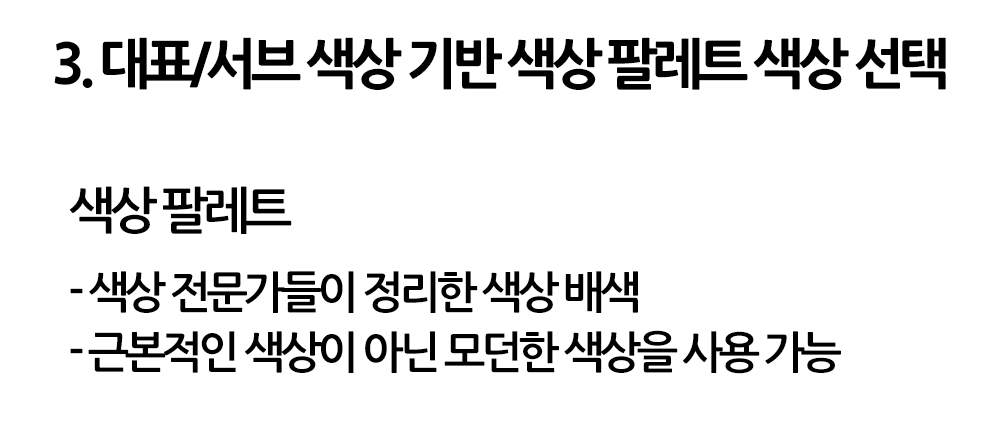 3. 대표/서브 색상 기반 색상 팔레트 색상 선택
색상 팔레트
- 색상 전문가들이 정리한 색상 배색
- 근본적인 색상이 아닌 모던한 색상을 사용 가능